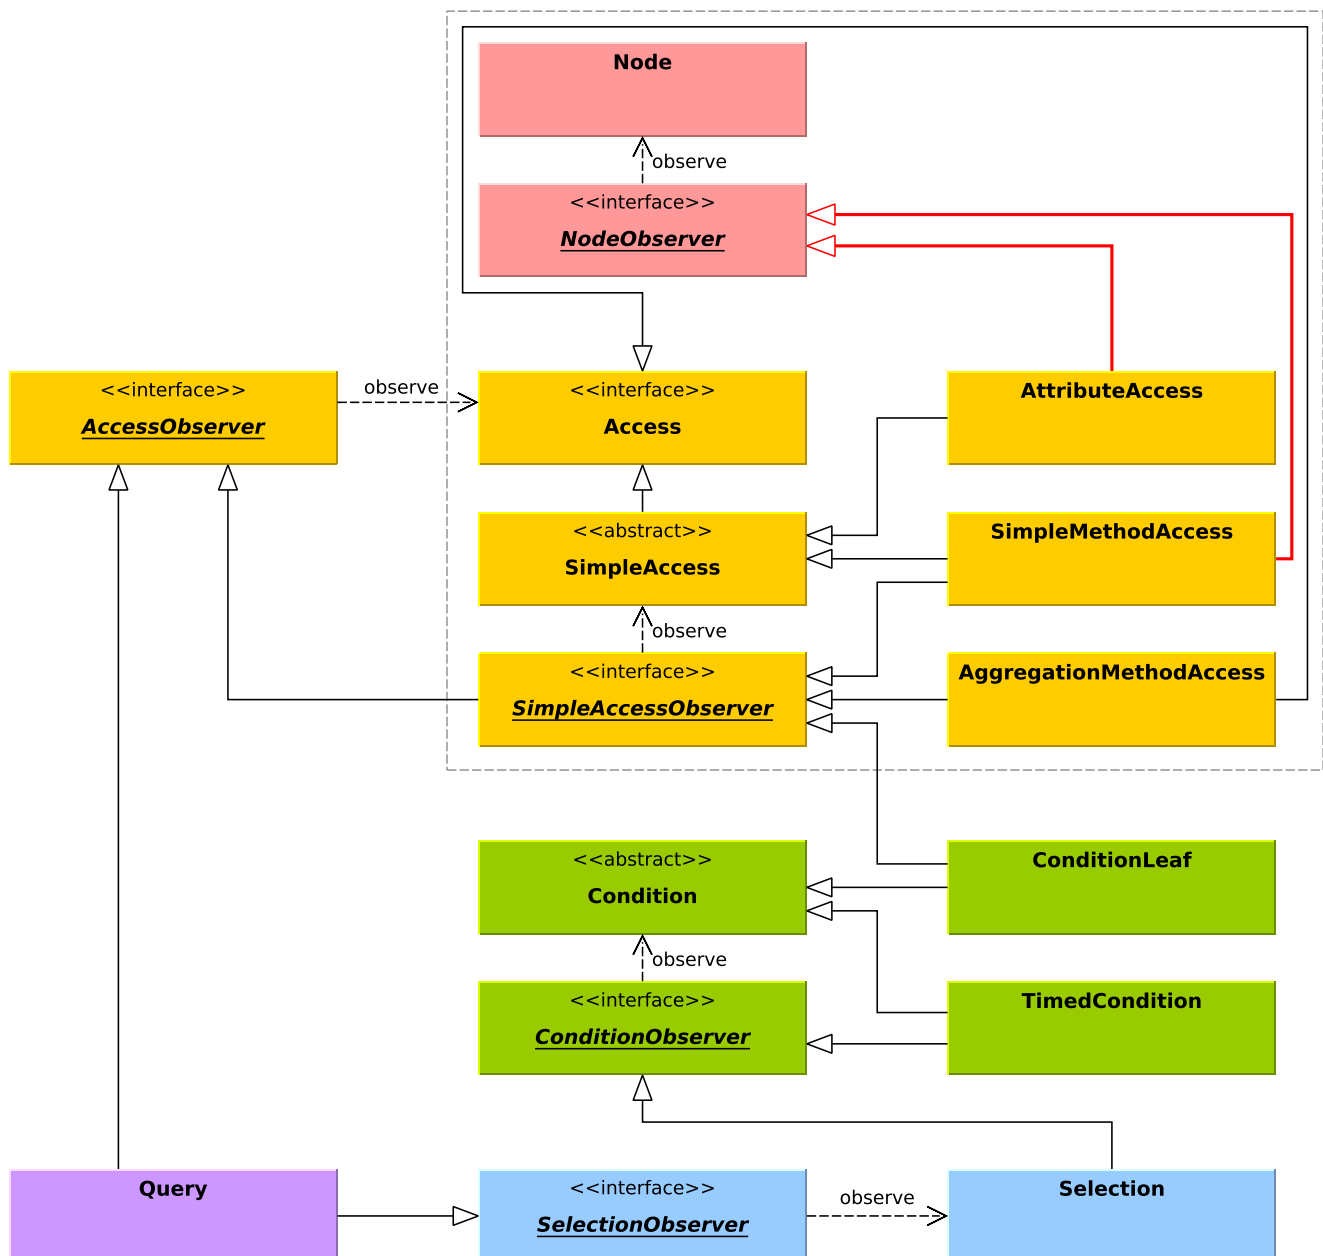 Node
observe
<<interface>>
NodeObserver
<<interface>>
AccessObserver
observe
<<interface>>
Access
AttributeAccess
<<abstract>>
SimpleAccess
SimpleMethodAccess
observe
<<interface>>
SimpleAccessObserver
AggregationMethodAccess
<<abstract>>
Condition
ConditionLeaf
observe
<<interface>>
ConditionObserver
TimedCondition
Query
<<interface>>
SelectionObserver
observe
Selection